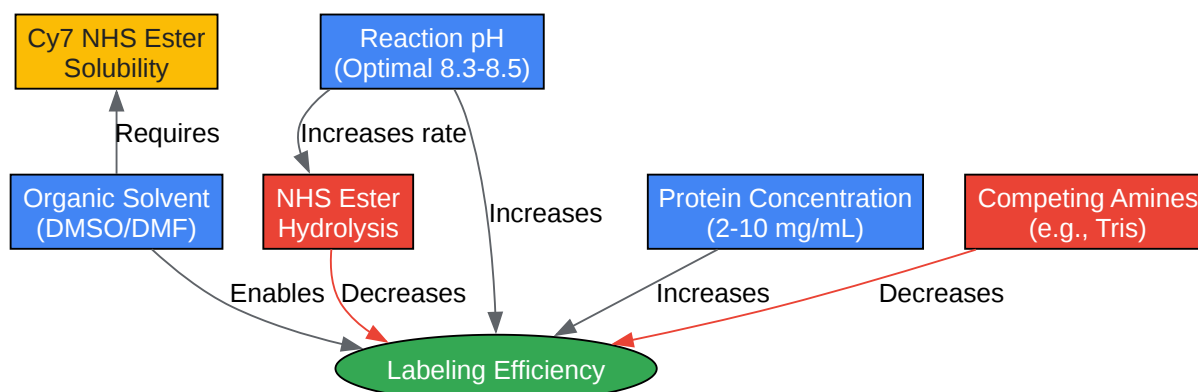 Cy7 NHS Ester
Solubility
Reaction pH
(Optimal 8.3-8.5)
Requires
Increases rate
Organic Solvent
(DMSO/DMF)
NHS Ester
Hydrolysis
Increases
Protein Concentration
(2-10 mg/mL)
Competing Amines
(e.g., Tris)
Enables
Decreases
Increases
Decreases
Labeling Efficiency